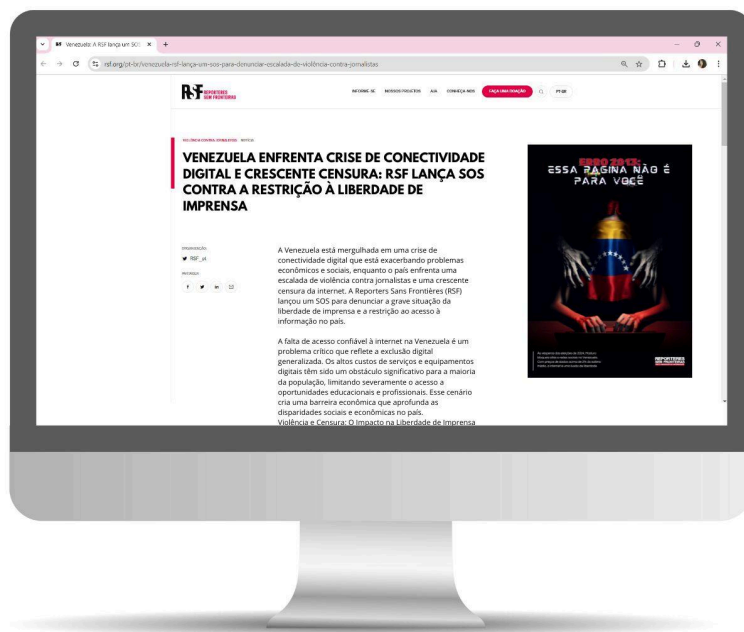 RSF Venezuela: A RSF lança um SOS
rsf.org/pt-br/venezuela-rsf-lança-um-sos-para-denunciar-escalada-de-violência-contra-jornalistas
RSF REPÓRTERES
SEM FRONTEIRAS
INFORME-SE NOSSOS PROJETOS AJA CONHEÇA-NOS FAÇA UMA DOAÇÃO PT-BR
VENEZUELA ENFRENTA CRISE DE CONECTIVIDADE
DIGITAL E CRESCENTE CENSURA: RSF LANÇA SOS
CONTRA A RESTRIÇÃO À LIBERDADE DE
IMPRENSA
RSF_pt
A Venezuela está mergulhada em uma crise de
conectividade digital que está exacerbando problemas
econômicos e sociais, enquanto o país enfrenta uma
escalada de violência contra jornalistas e uma crescente
censura da internet. A Reporters Sans Frontières (RSF)
lançou um SOS para denunciar a grave situação da
liberdade de imprensa e a restrição ao acesso à
informação no país.
A falta de acesso confiável à internet na Venezuela é um
problema crítico que reflete a exclusão digital
generalizada. Os altos custos de serviços e equipamentos
digitais têm sido um obstáculo significativo para a maioria
da população, limitando severamente o acesso a
oportunidades educacionais e profissionais. Esse cenário
cria uma barreira econômica que aprofunda as
disparidades sociais e econômicas no país.
Violência e Censura: O Impacto na Liberdade de Imprensa
ERRO 2013:
ESSA PÁGINA NÃO É
PARA VOCÊ
REPÓRTERES
SEM FRONTEIRAS